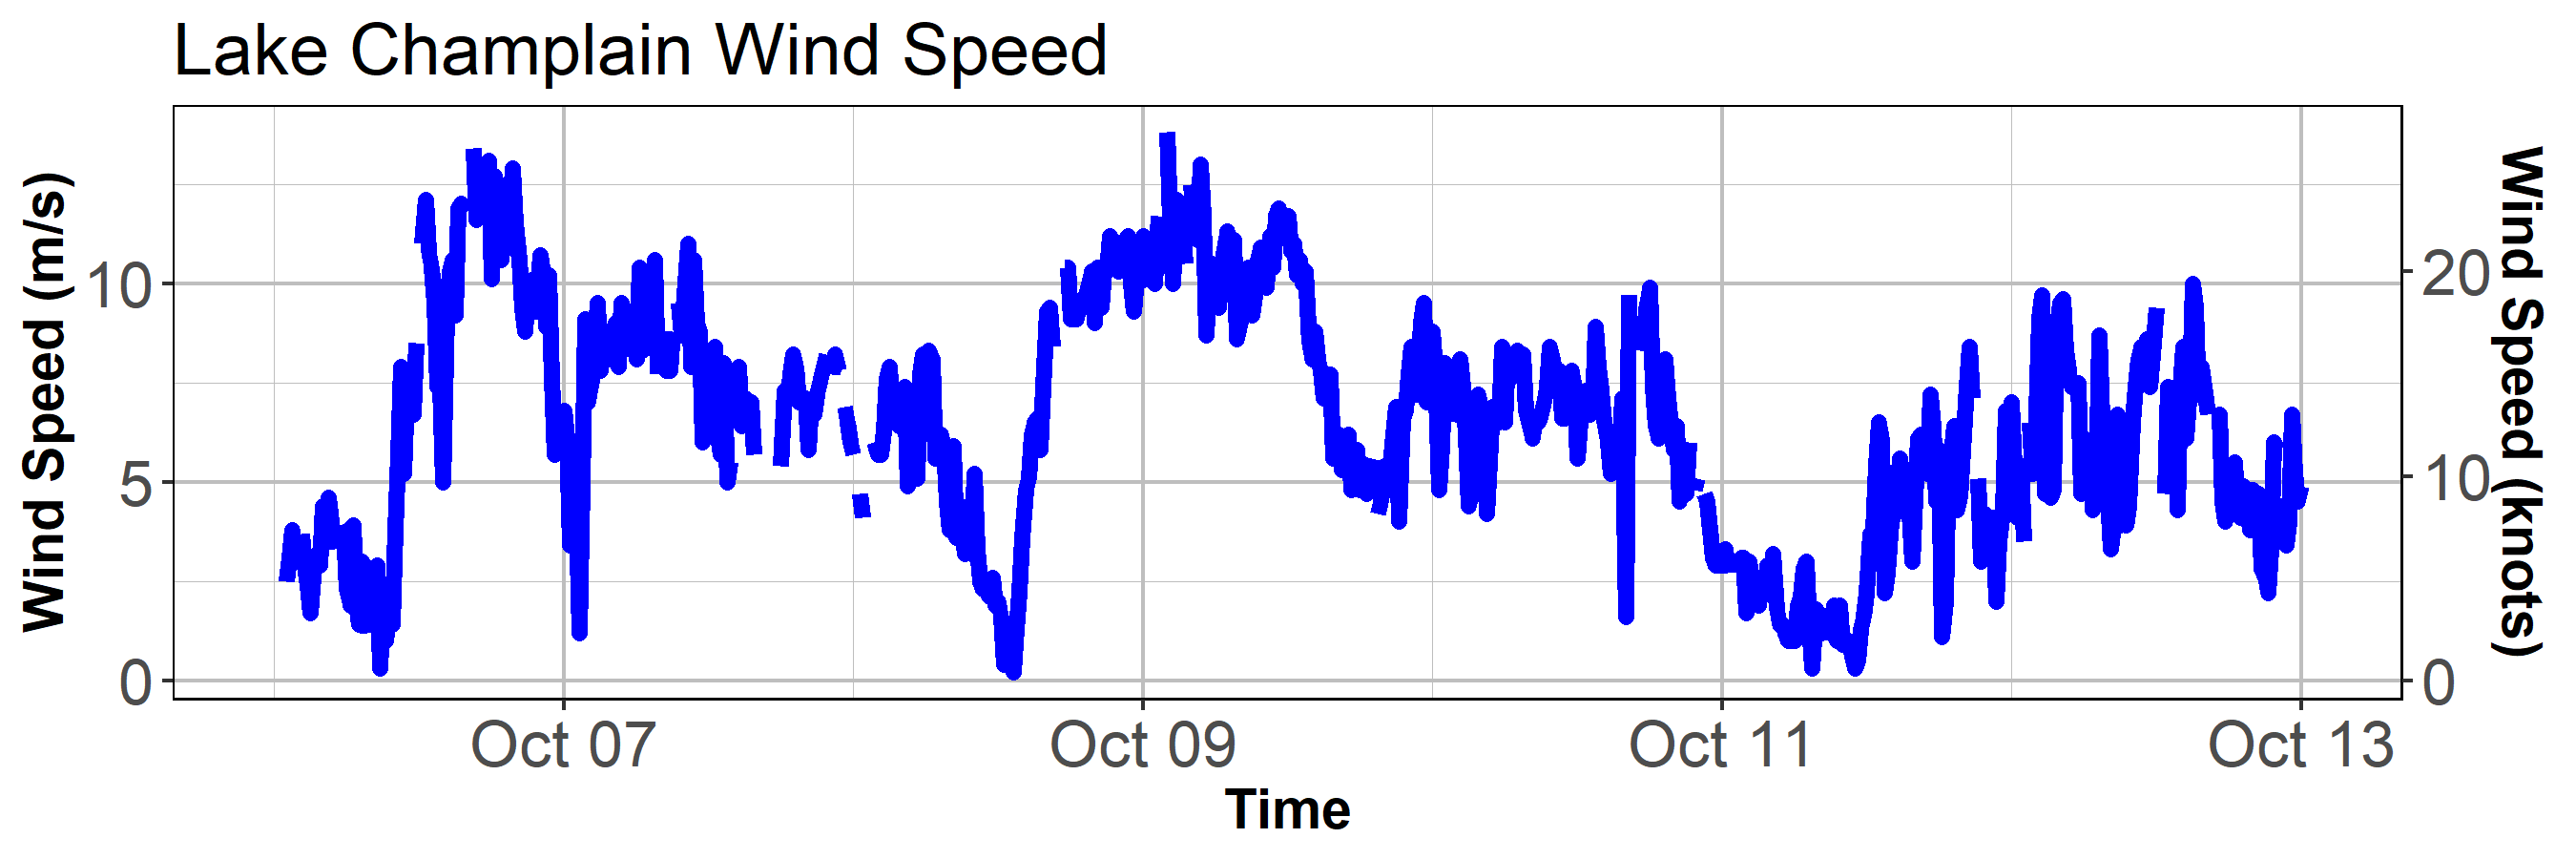 Lake Champlain Wind Speed
Wind Speed (m/s)
10
5
0
20
10
0
Wind Speed (knots)
Oct 07
Oct 09
Oct 11
Oct 13
Time